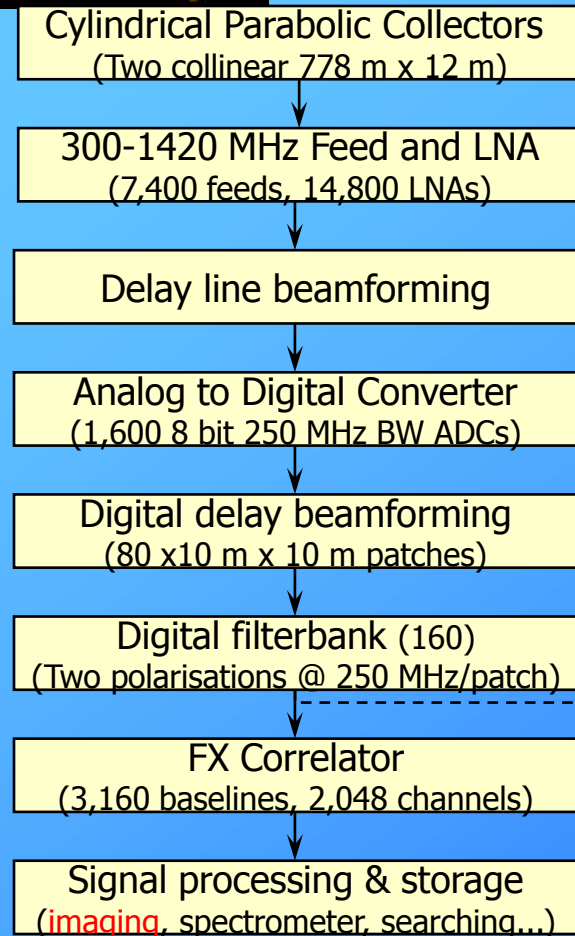 Cylindrical Parabolic Collectors
(Two collinear 778 m x 12 m)
300-1420 MHz Feed and LNA
(7,400 feeds, 14,800 LNAs)
Delay line beamforming
Analog to Digital Converter
(1,600 8 bit 250 MHz BW ADCs)
Digital delay beamforming
(80 x10 m x 10 m patches)
Digital filterbank (160)
(Two polarisations @ 250 MHz/patch)
FX Correlator
(3,160 baselines, 2,048 channels)
Signal processing & storage
(imaging, spectrometer, searching...)